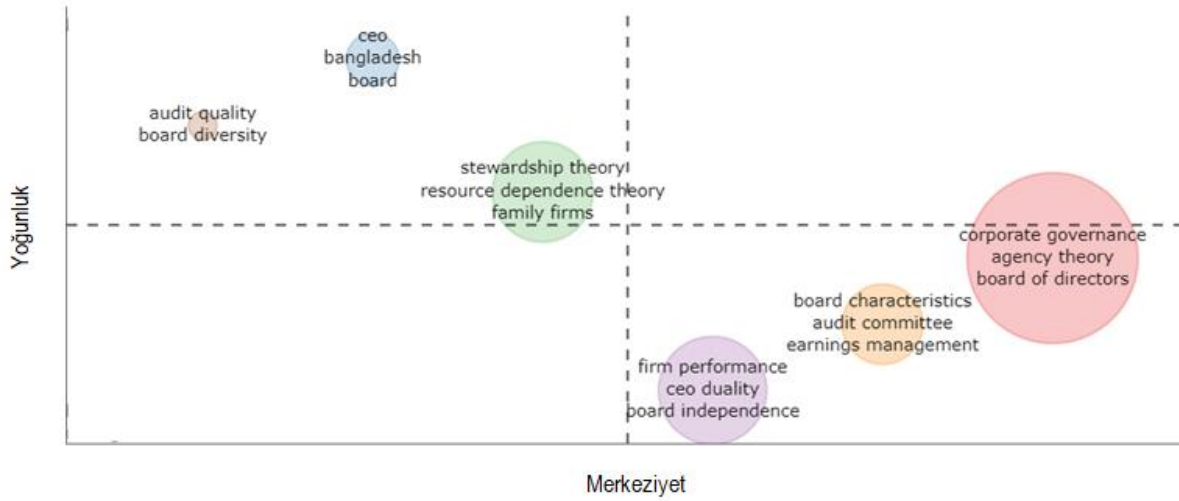 ceo
bangladesh
board
audit quality
board diversity
stewardship theory
resource dependence theory
family firms
corporate governance
agency theory
board of directors
board characteristics
audit committee
earnings management
firm performance
ceo duality
board independence
Yoğunluk
Merkeziyet